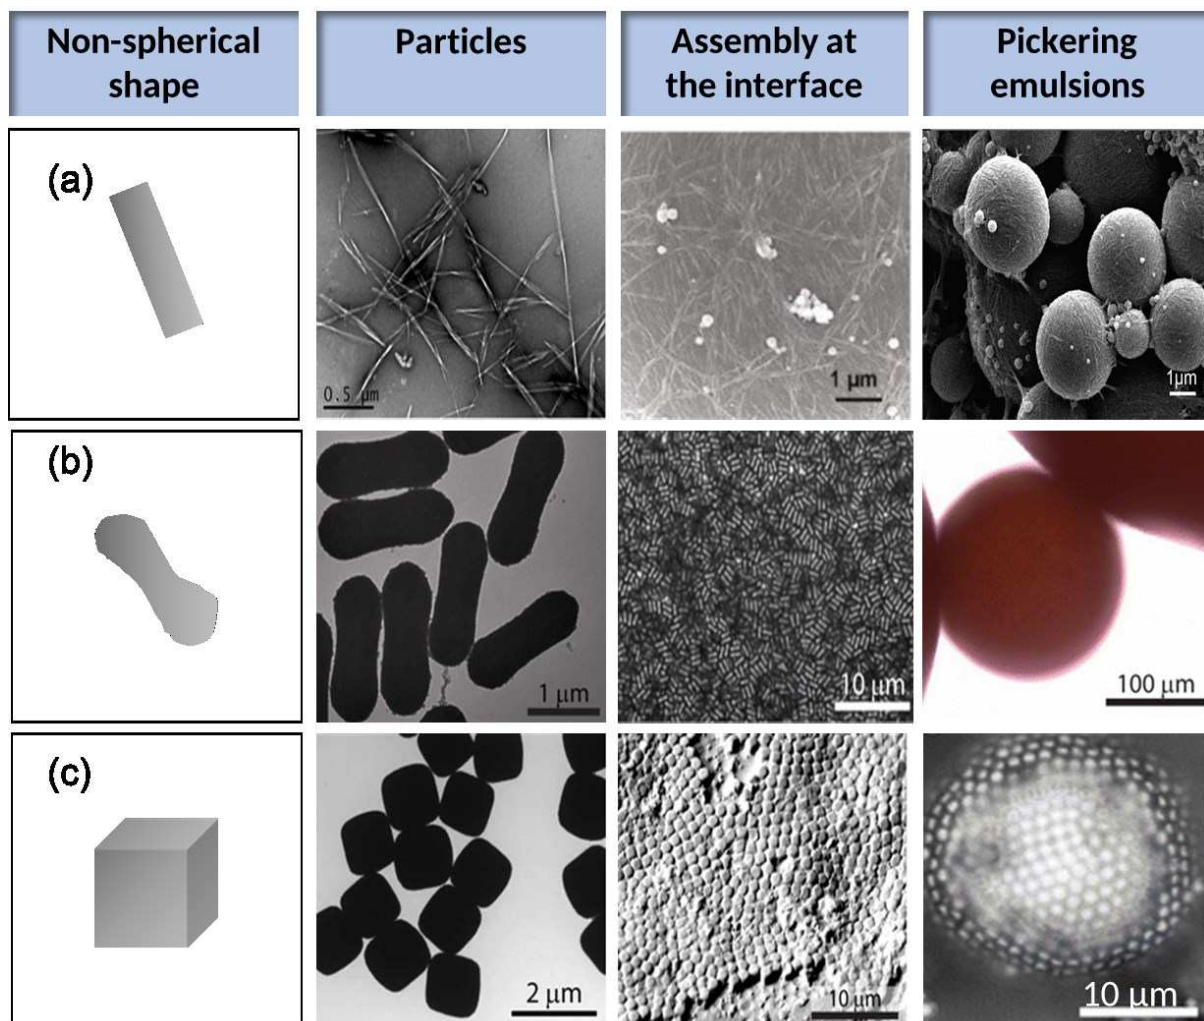 Non-spherical
shape
Particles
Assembly at
the interface
Pickering
emulsions
(a)
0.5 μm
1 μm
1μm
(b)
1 μm
10 μm
100 μm
(c)
2 μm
10 μm
10 μm